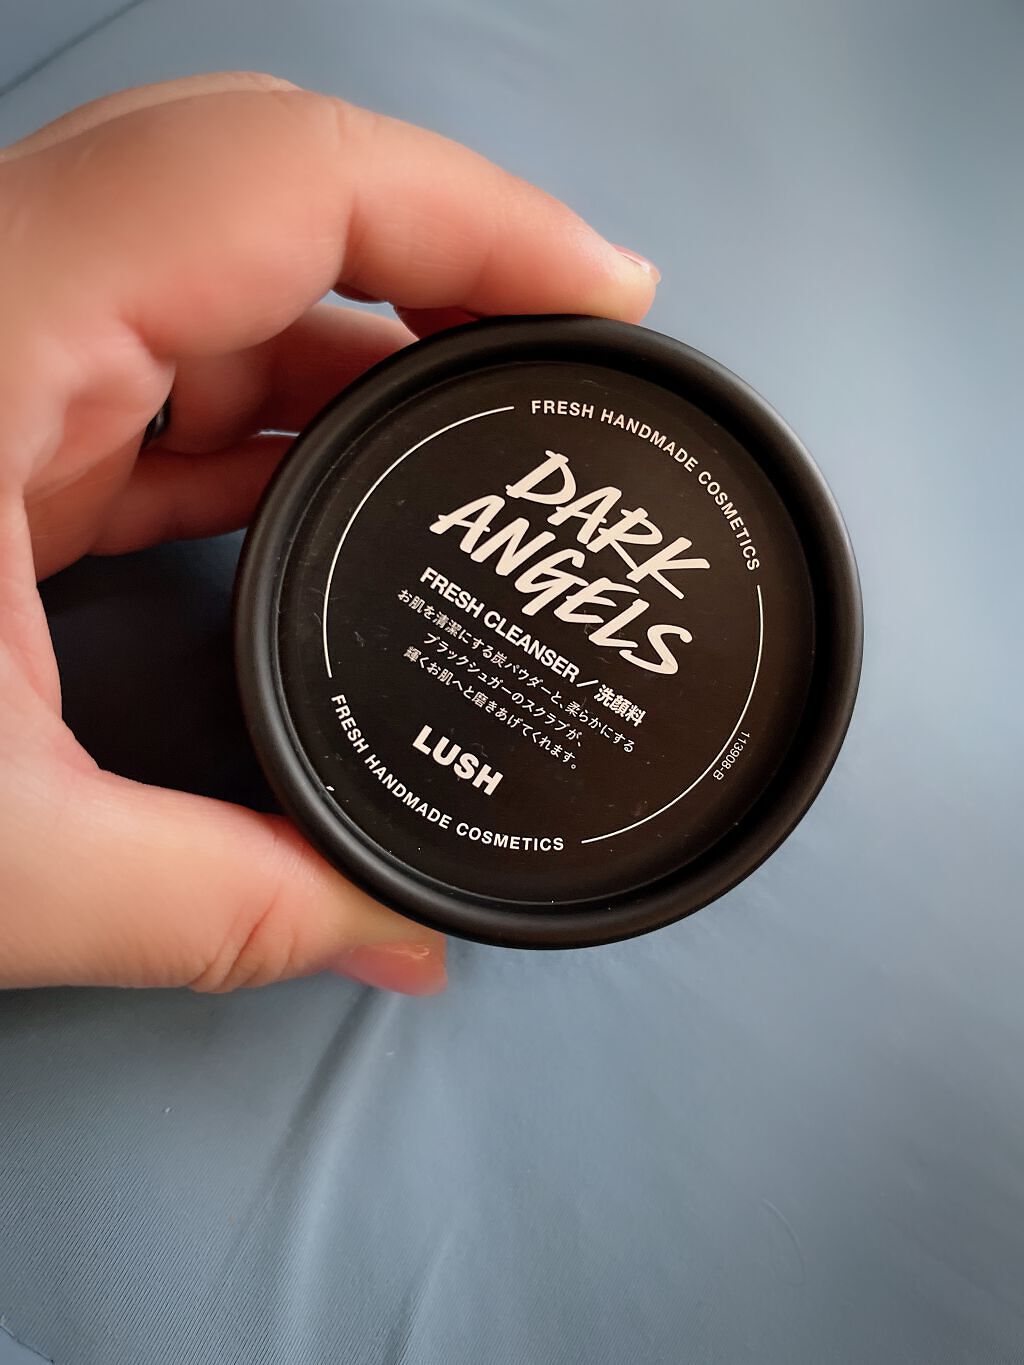 FRESH HANDMADE COSMETICS
DARK
ANGELS
FRESH CLEANSER / 洗顔料
お肌を清潔にする炭パウダーと、柔らかにする
ブラックシュガーのスクラブが、
輝くお肌へと磨きあげてくれます。
LUSH
113908-B
FRESH HANDMADE COSMETICS